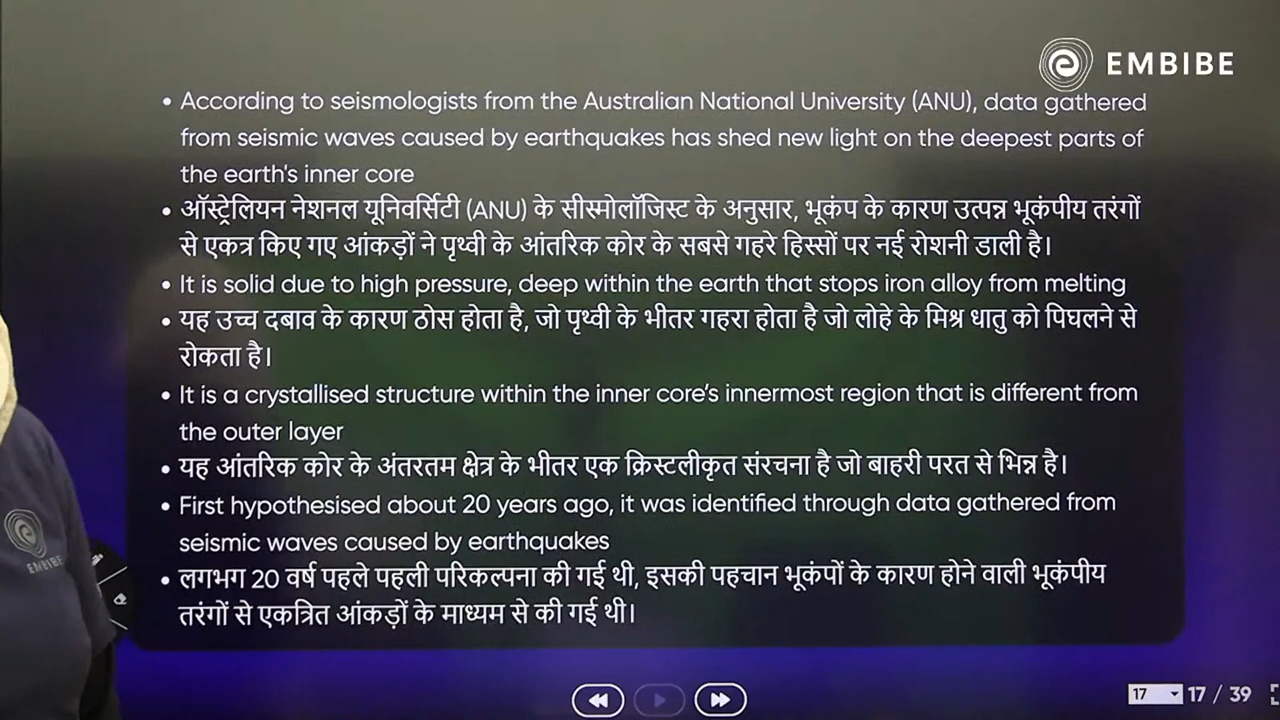 EMBIBE
• According to seismologists from the Australian National University (ANU), data gathered
from seismic waves caused by earthquakes has shed new light on the deepest parts of
the earth's inner core
• ऑस्ट्रेलियन नेशनल यूनिवर्सिटी (ANU) के सीस्मोलॉजिस्ट के अनुसार, भूकंप के कारण उत्पन्न भूकंपीय तरंगों
से एकत्र किए गए आंकड़ों ने पृथ्वी के आंतरिक कोर के सबसे गहरे हिस्सों पर नई रोशनी डाली है।
• It is solid due to high pressure, deep within the earth that stops iron alloy from melting
• यह उच्च दबाव के कारण ठोस होता है, जो पृथ्वी के भीतर गहरा होता है जो लोहे के मिश्र धातु को पिघलने से
रोकता है।
• It is a crystallised structure within the inner core's innermost region that is different from
the outer layer
• यह आंतरिक कोर के अंतरतम क्षेत्र के भीतर एक क्रिस्टलीकृत संरचना है जो बाहरी परत से भिन्न है।
• First hypothesised about 20 years ago, it was identified through data gathered from
seismic waves caused by earthquakes
• लगभग 20 वर्ष पहले पहली परिकल्पना की गई थी, इसकी पहचान भूकंपों के कारण होने वाली भूकंपीय
तरंगों से एकत्रित आंकड़ों के माध्यम से की गई थी।
EMBIBE
17 17 / 39